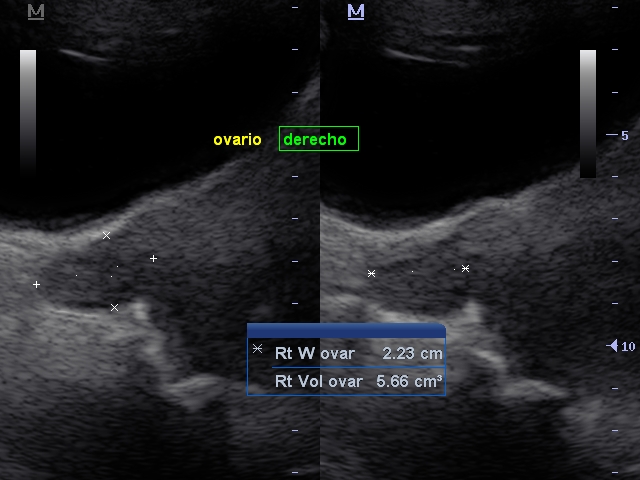 M M
ovario derecho
5
Rt W ovar 2.23 cm
10
Rt Vol ovar 5.66 cm³